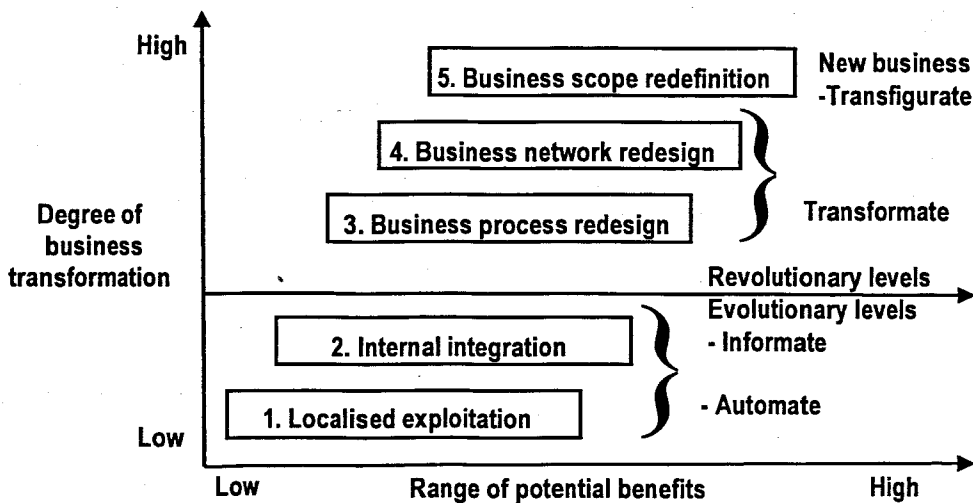 High
5. Business scope redefinition
New business
-Transfigurate
4. Business network redesign
3. Business process redesign
Transformate
Degree of
business
transformation
Revolutionary levels
Evolutionary levels
2. Internal integration
- Informate
1. Localised exploitation
- Automate
Low
Low
Range of potential benefits
High